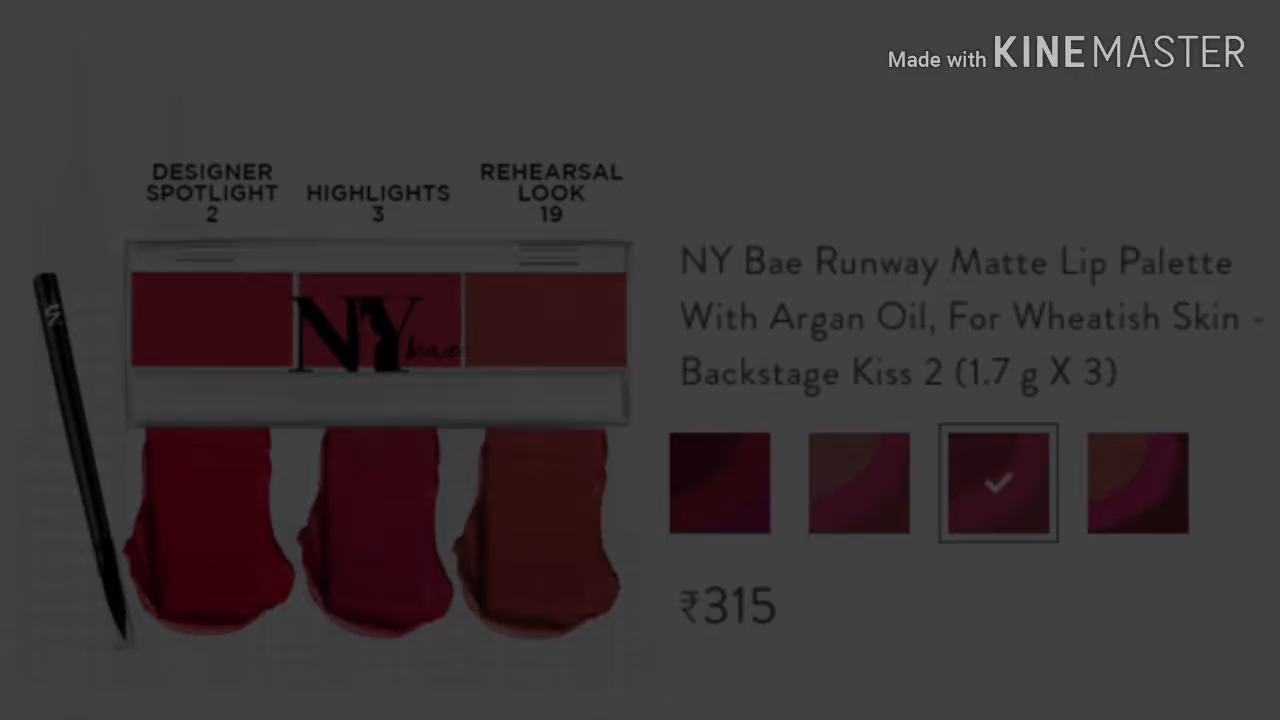 Made with KINEMASTER
DESIGNER
SPOTLIGHT
2
HIGHLIGHTS
3
REHEARSAL
LOOK
19
NY
bae
NY Bae Runway Matte Lip Palette
With Argan Oil, For Wheatish Skin -
Backstage Kiss 2 (1.7 g X 3)
₹315